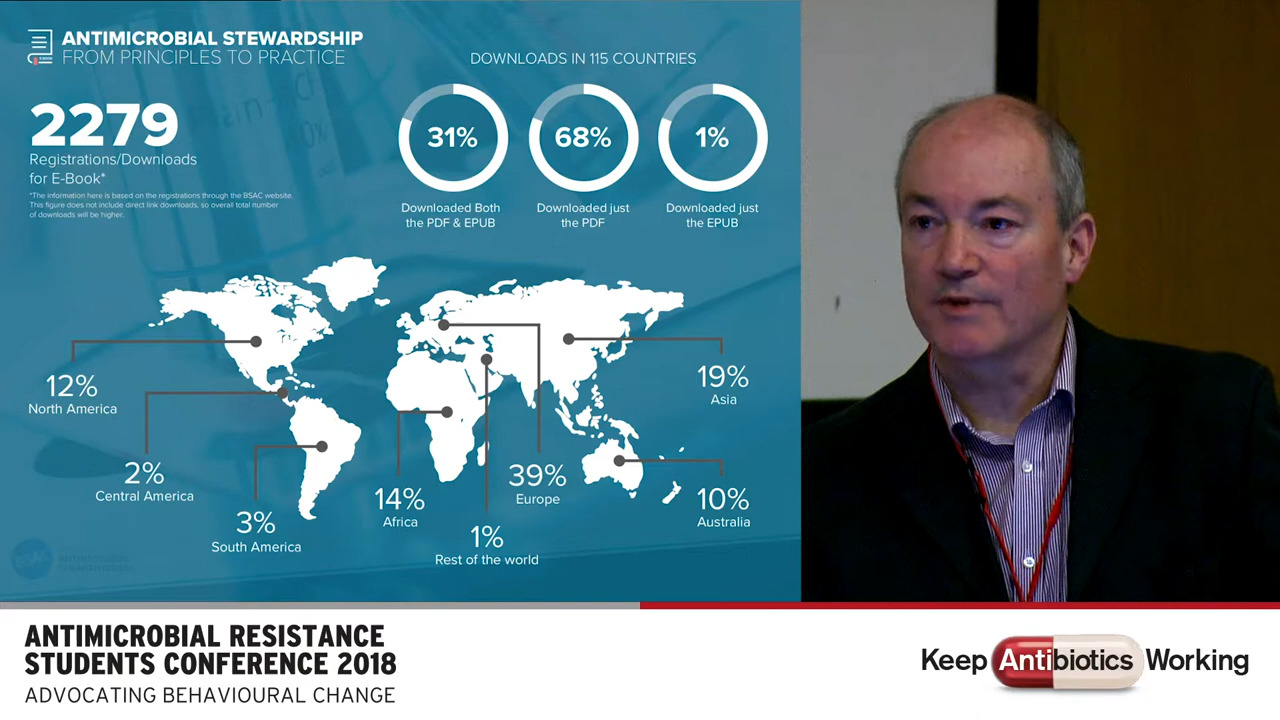 ANTIMICROBIAL STEWARDSHIP
FROM PRINCIPLES TO PRACTICE
2279
Registrations/Downloads
for E-Book*
*The information here is based on the registrations through the BSAC website.
This figure does not include direct link downloads, so overall total number
of downloads will be higher.
DOWNLOADS IN 115 COUNTRIES
31%
Downloaded Both
the PDF & EPUB
68%
Downloaded just
the PDF
1%
Downloaded just
the EPUB
12%
North America
2%
Central America
3%
South America
14%
Africa
1%
Rest of the world
39%
Europe
19%
Asia
10%
Australia
ANTIMICROBIAL RESISTANCE
STUDENTS CONFERENCE 2018
ADVOCATING BEHAVIOURAL CHANGE
Keep Antibiotics Working